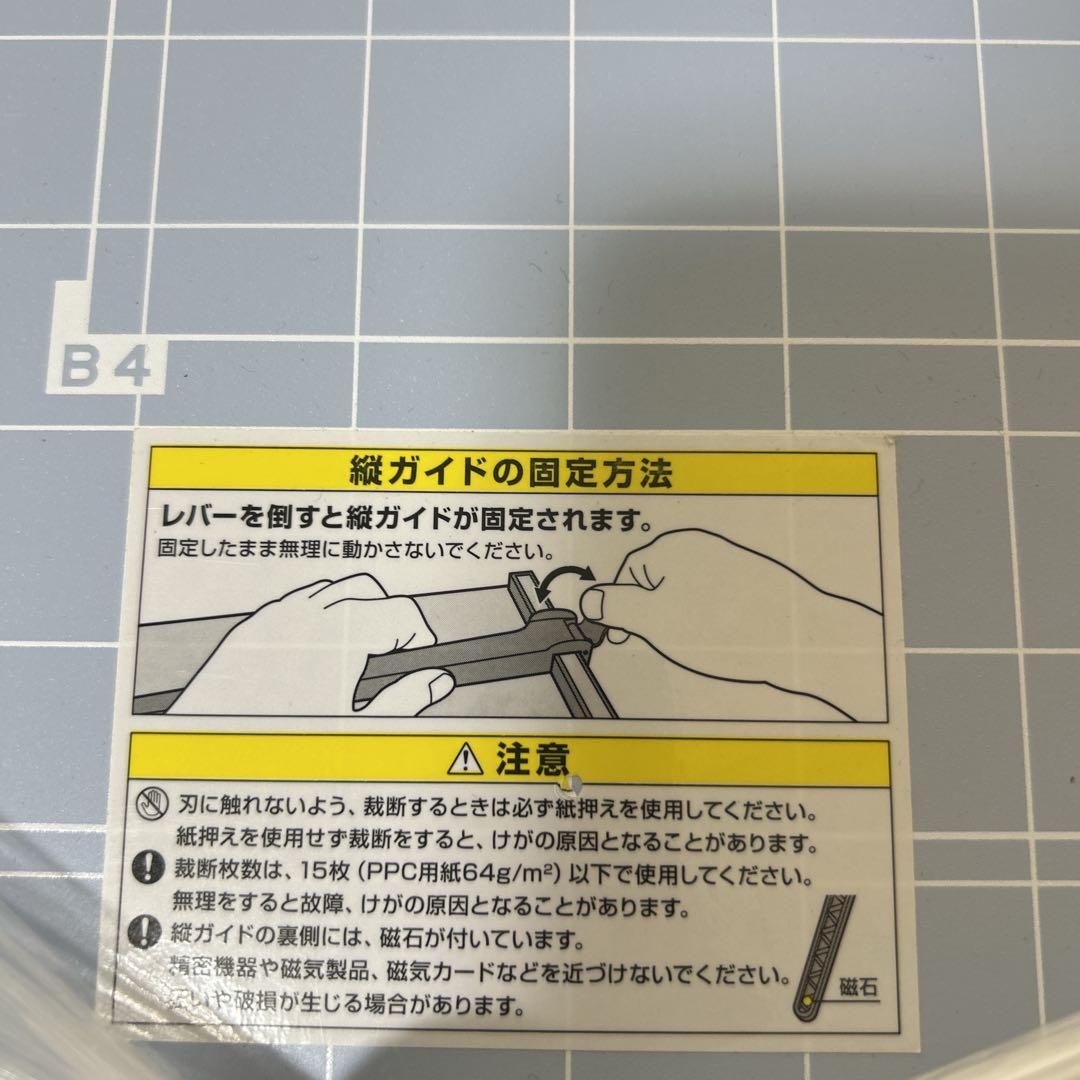 B4
縦ガイドの固定方法
レバーを倒すと縦ガイドが固定されます。
固定したまま無理に動かさないでください。
注意
刃に触れないよう、裁断するときは必ず紙押えを使用してください。
紙押えを使用せず裁断をすると、けがの原因となることがあります。
裁断枚数は、15枚(PPC用紙64g/m²)以下で使用してください。
無理をすると故障、けがの原因となることがあります。
縦ガイドの裏側には、磁石が付いています。
精密機器や磁気製品、磁気カードなどを近づけないでください。
や破損が生じる場合があります。
磁石